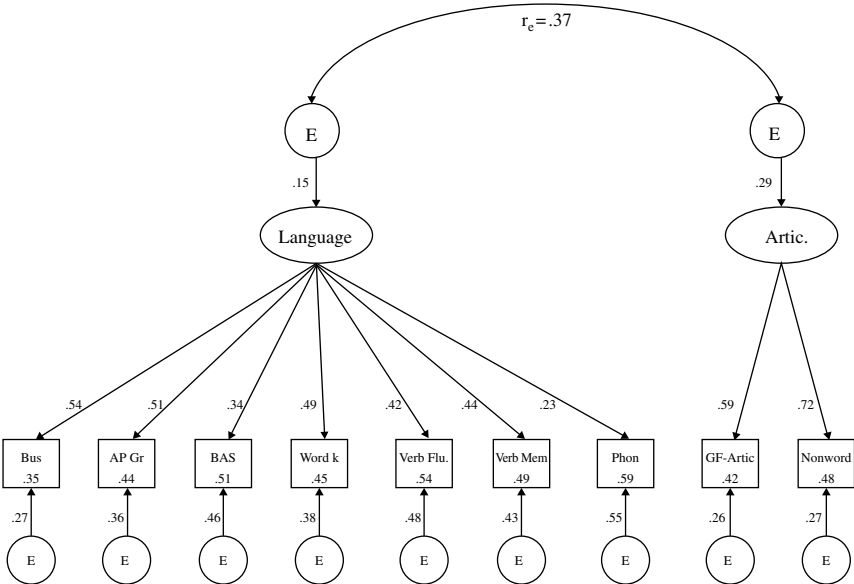 rₑ=.37
E E
.15 .29
Language Artic.
.54 .51 .34 .49 .42 .44 .23 .59 .72
Bus AP Gr BAS Word k Verb Flu. Verb Mem Phon GF-Artic Nonword
.35 .44 .51 .45 .54 .49 .59 .42 .48
.27 .36 .46 .38 .48 .43 .55 .26 .27
E E E E E E E E E